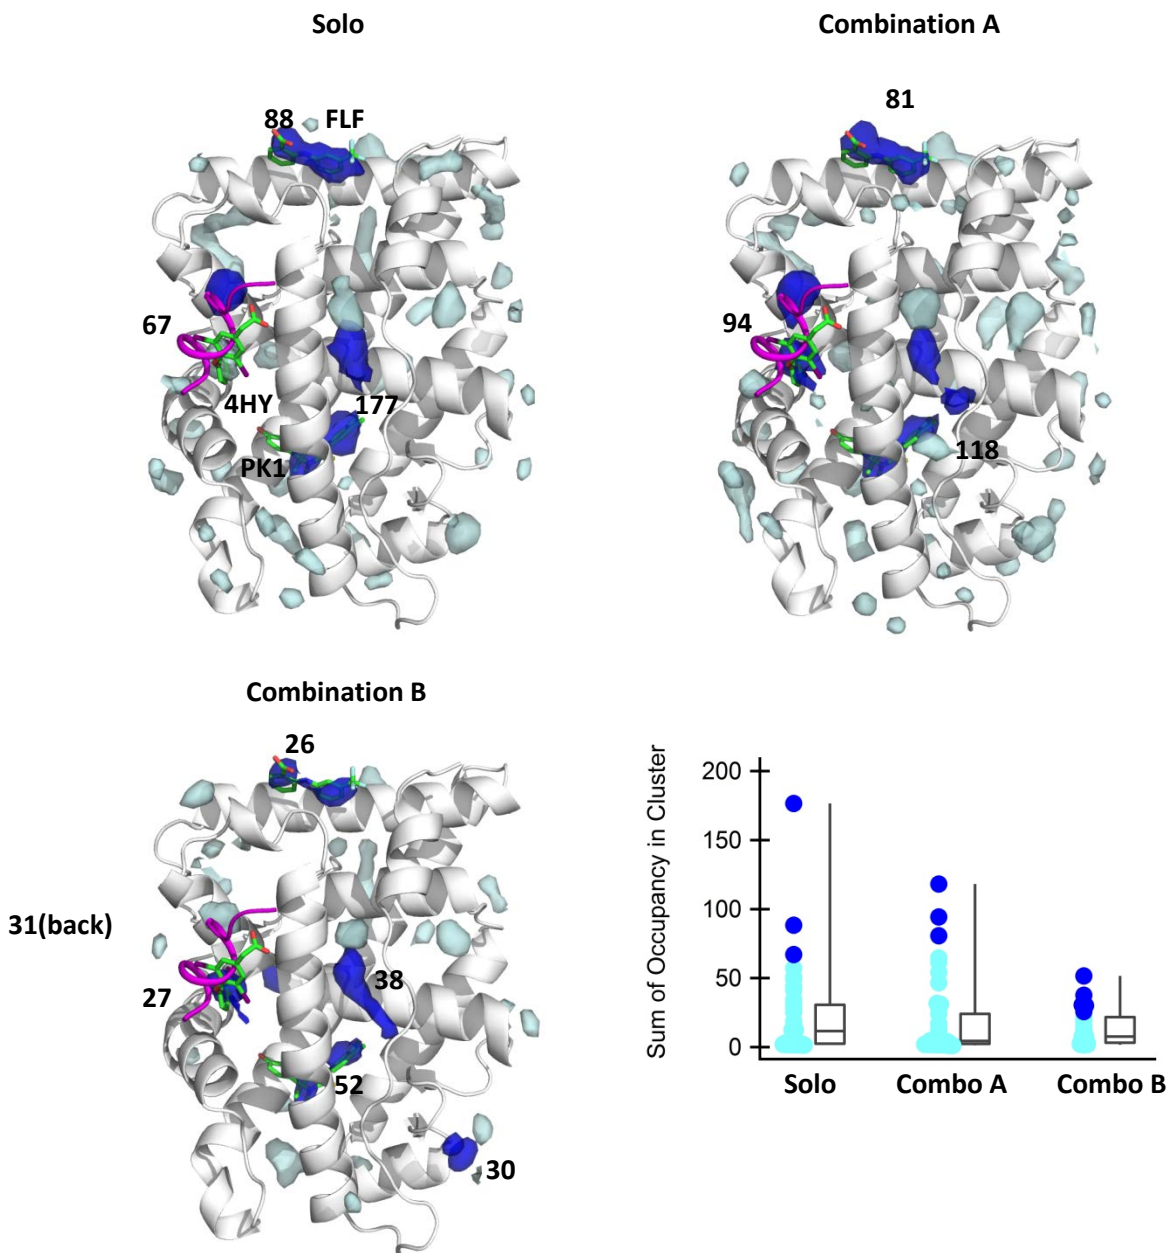 Solo
Combination A
88 FLF
81
67
94
4HY
177
PK1
118
Combination B
26
31(back)
27
38
52
30
Sum of Occupancy in Cluster
200
150
100
50
0
Solo Combo A Combo B